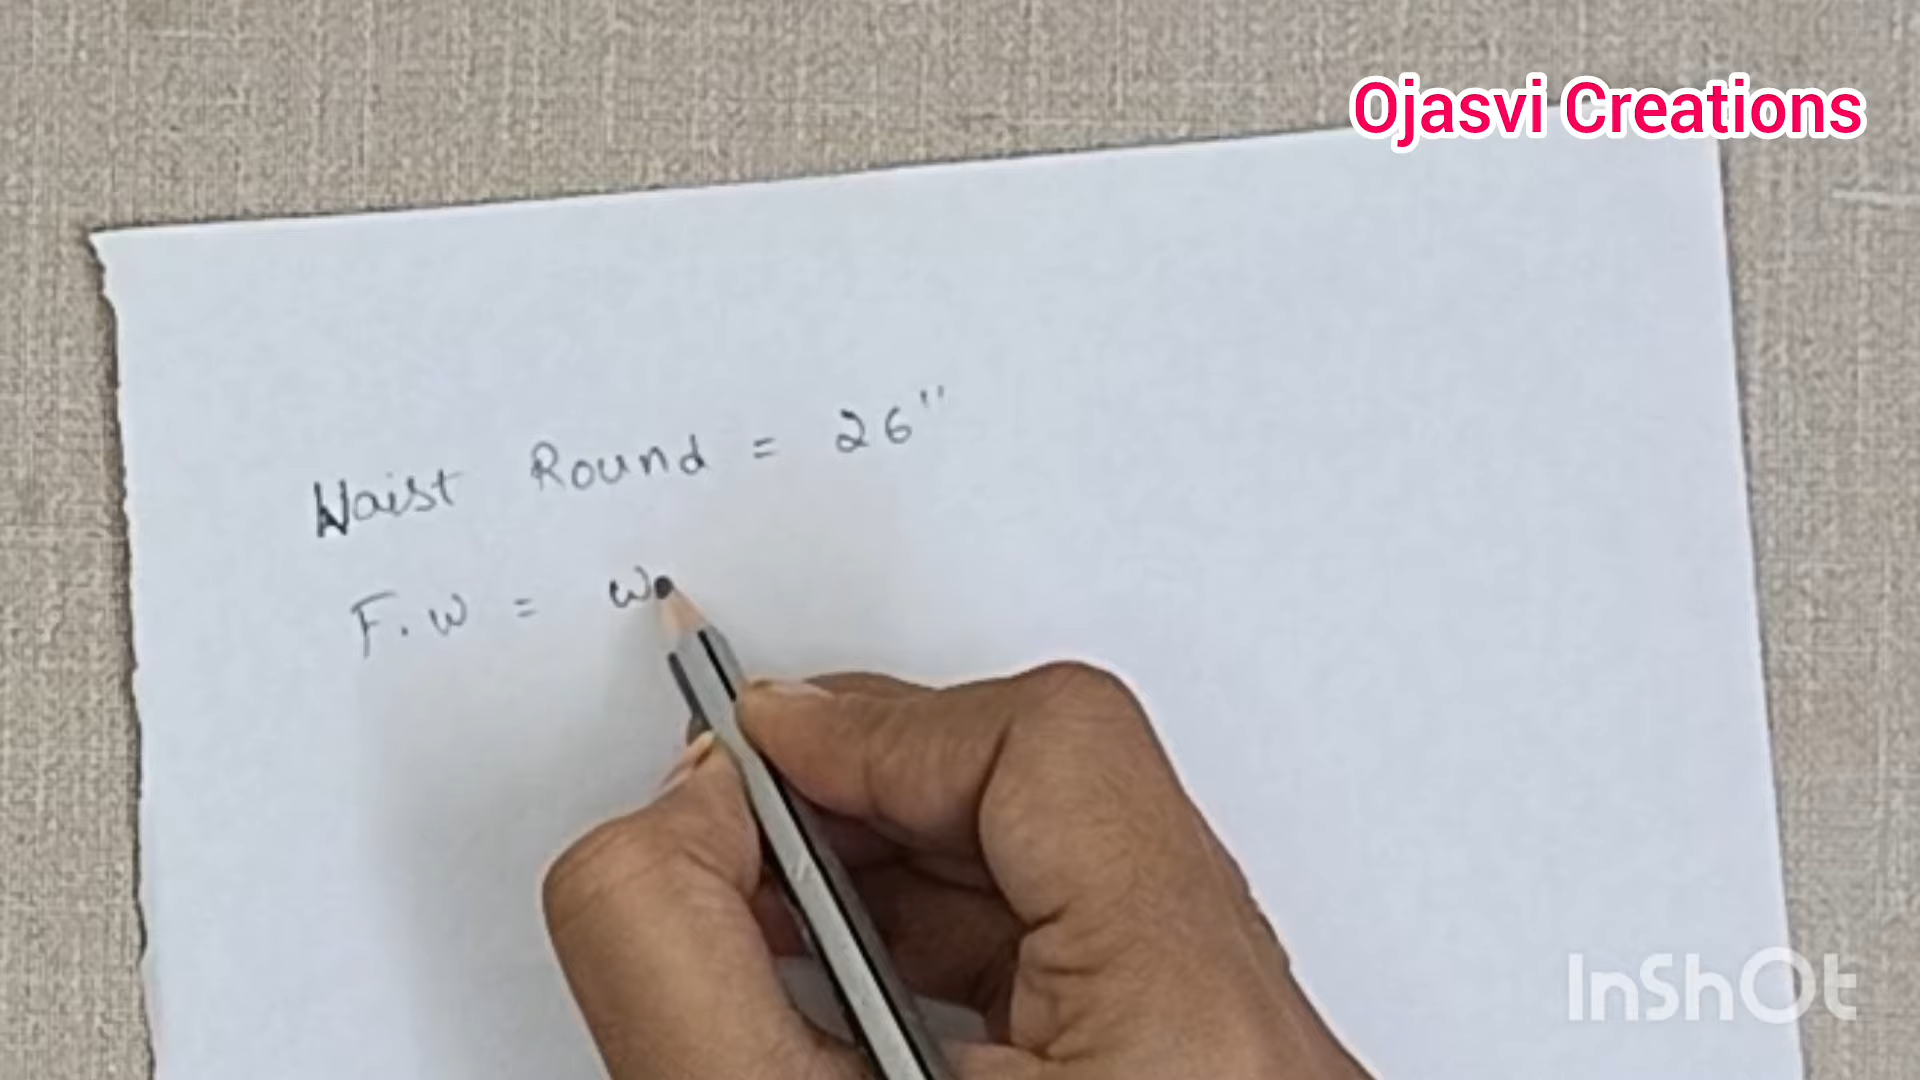 Ojasvi Creations
Waist Round = 26"
F.W = w
InShOt